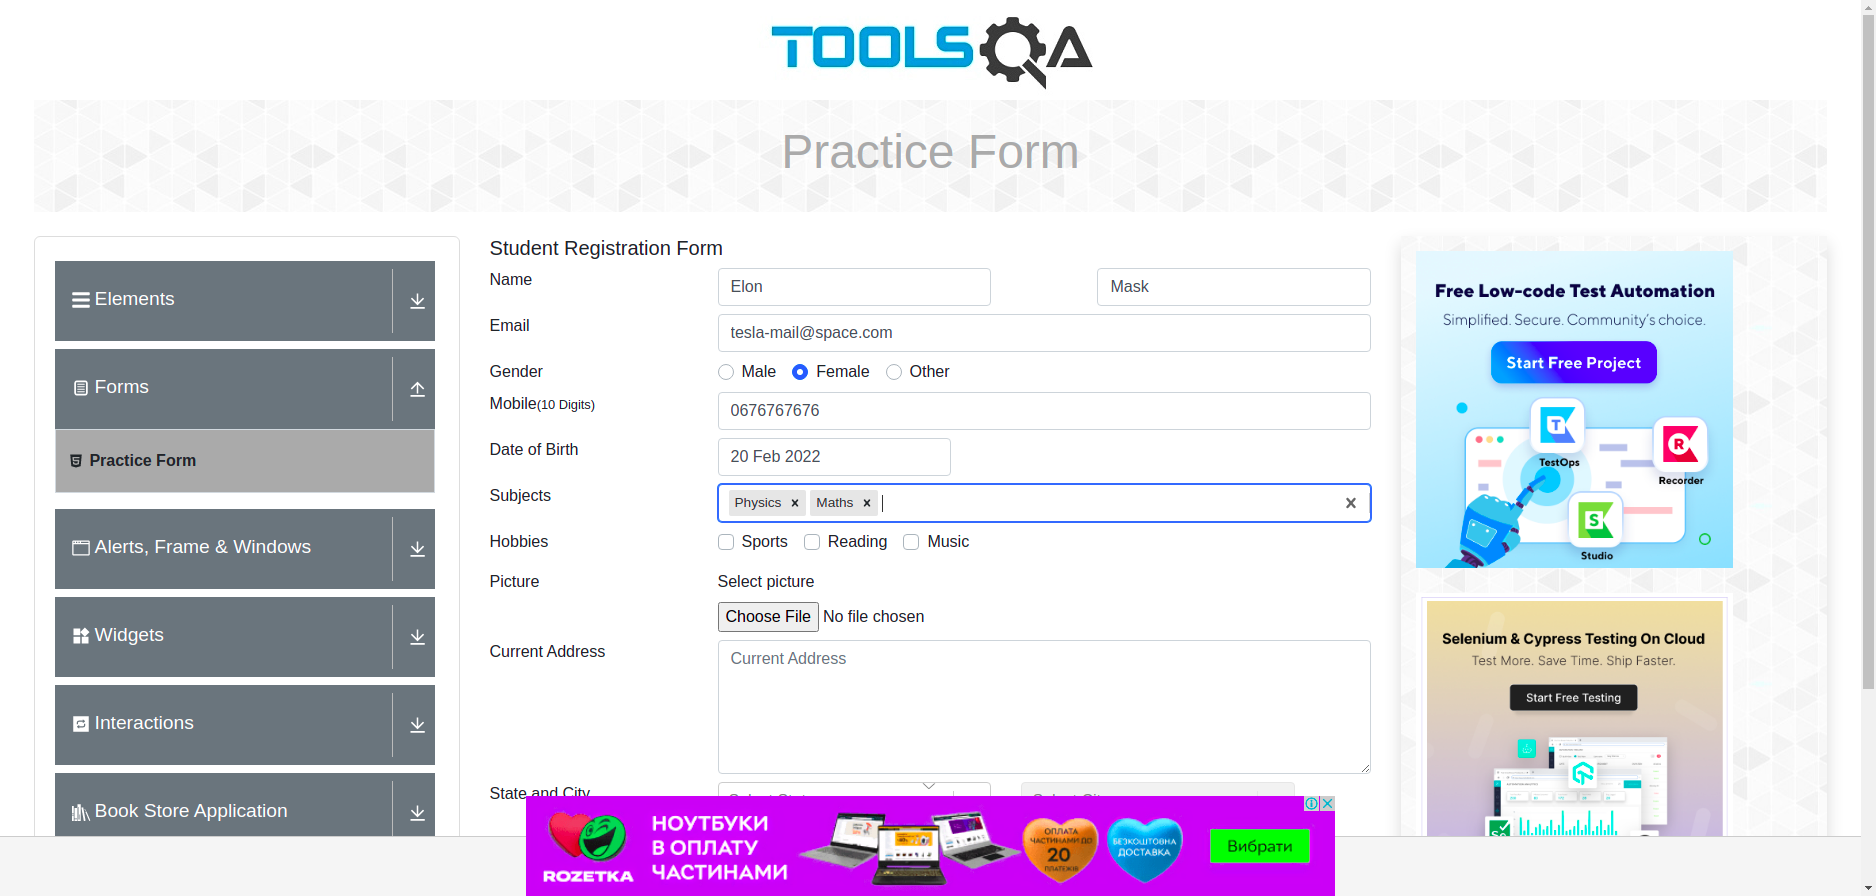 TOOLSQA
Practice Form
Elements
Forms
Practice Form
Alerts, Frame & Windows
Widgets
Interactions
Book Store Application
Student Registration Form
Name
Elon
Mask
Email
tesla-mail@space.com
Gender
Male
Female
Other
Mobile(10 Digits)
0676767676
Date of Birth
20 Feb 2022
Subjects
Physics
Maths
Hobbies
Sports
Reading
Music
Picture
Select picture
Choose File No file chosen
Current Address
Current Address
State and City
Free Low-code Test Automation
Simplified. Secure. Community's choice.
Start Free Project
TestOps
Recorder
Studio
Selenium & Cypress Testing On Cloud
Test More. Save Time. Ship Faster.
Start Free Testing
ROZETKA
НОУТБУКИ
В ОПЛАТУ
ЧАСТИНАМИ
ОПЛАТА
ЧАСТИНАМИ ДО
20
ПЛАТЕЖІВ
БЕЗКОШТОВНА
ДОСТАВКА
Вибрати